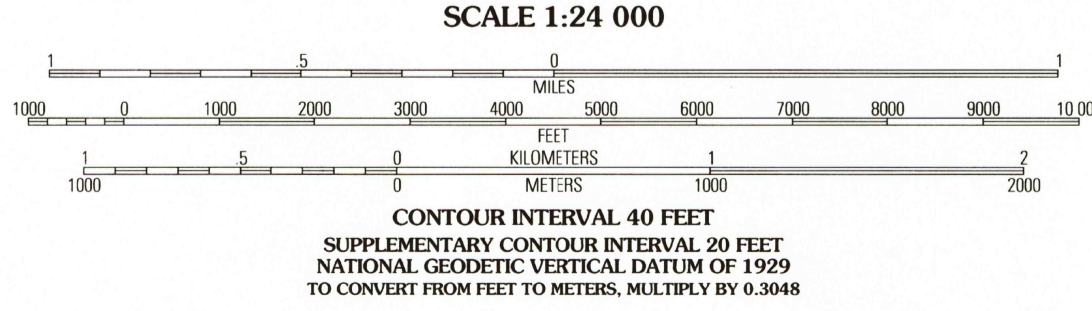 SCALE 1:24 000
1 .5 0 1
MILES
1000 0 1000 2000 3000 4000 5000 6000 7000 8000 9000 10 00
FEET
1 .5 0 KILOMETERS 1 2
1000 0 METERS 1000 2000
CONTOUR INTERVAL 40 FEET
SUPPLEMENTARY CONTOUR INTERVAL 20 FEET
NATIONAL GEODETIC VERTICAL DATUM OF 1929
TO CONVERT FROM FEET TO METERS, MULTIPLY BY 0.3048